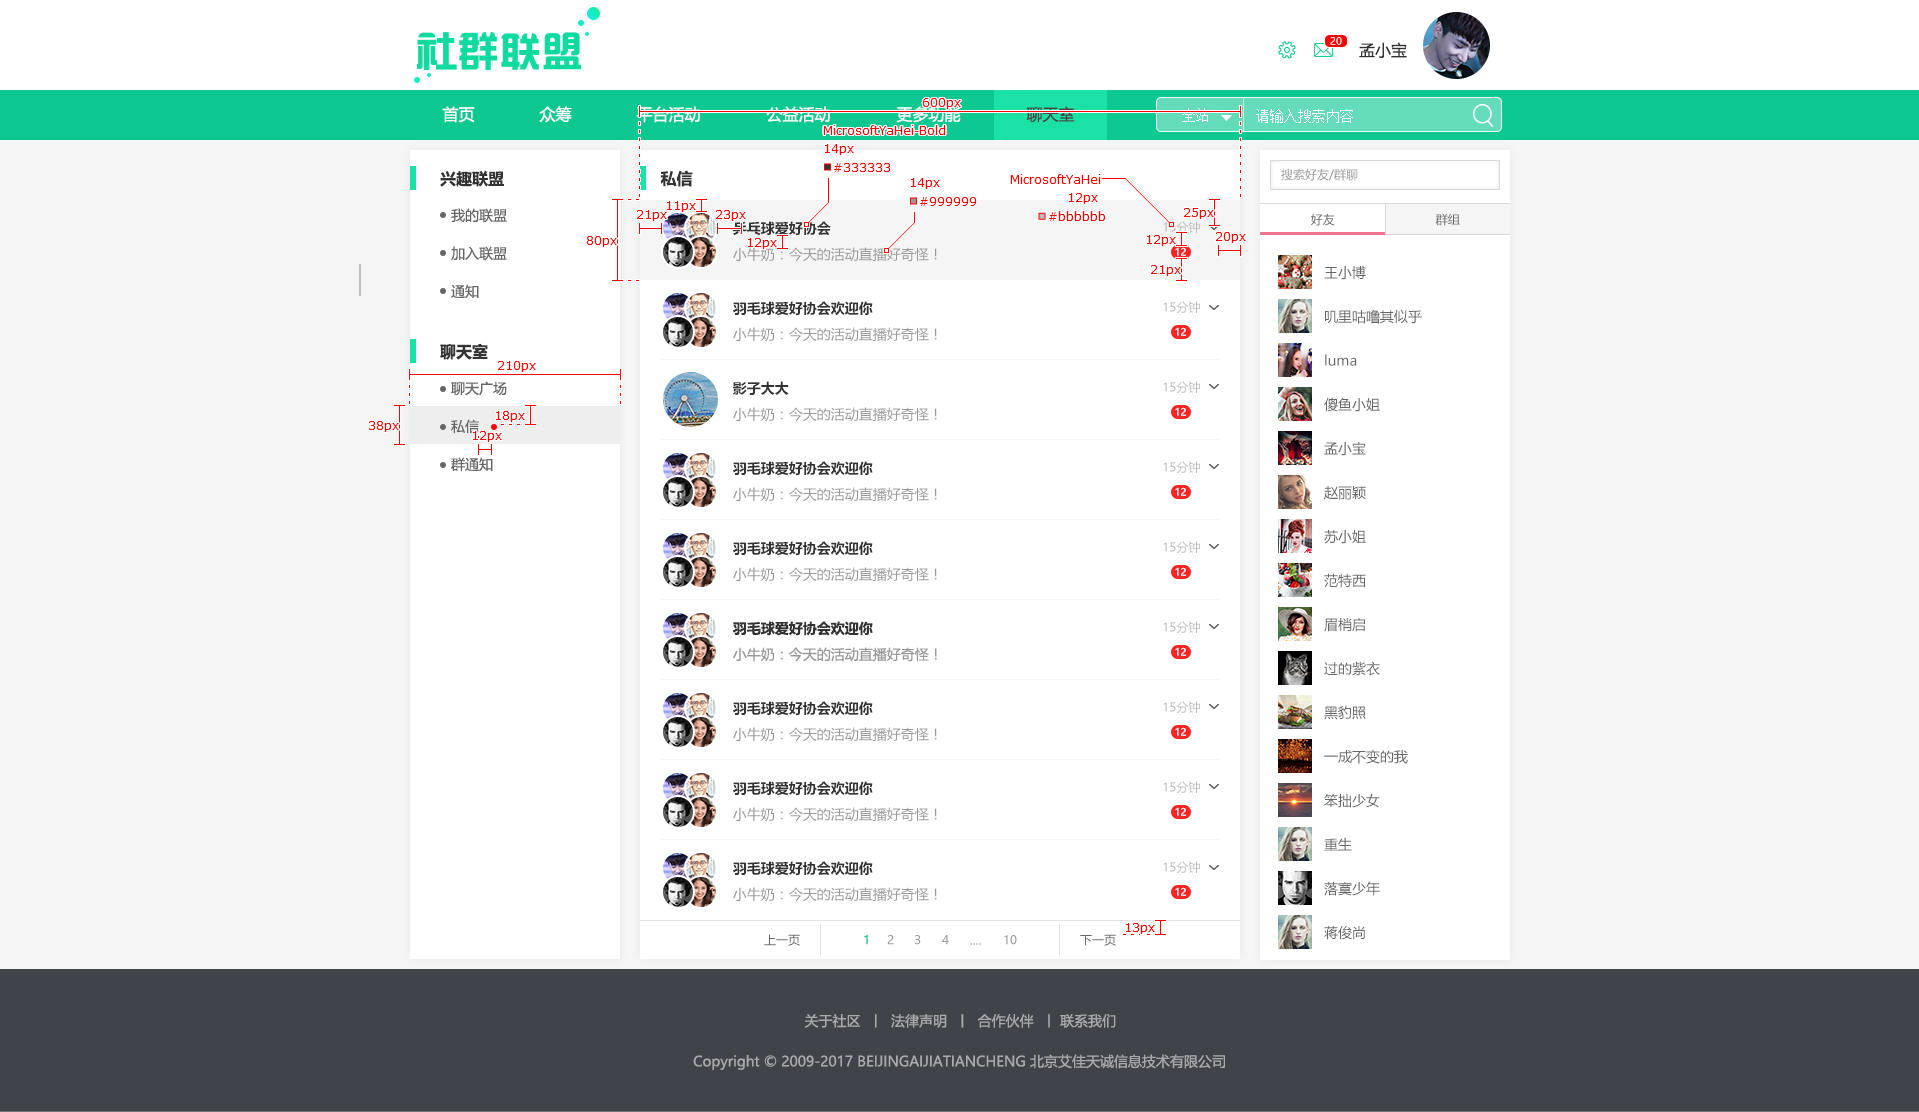 社群联盟
20
孟小宝
首页
众筹
平台活动
公益活动
更多功能
聊天室
全站
请输入搜索内容
600px
MicrosoftYaHei-Bold
14px
#333333
14px
#999999
MicrosoftYaHei
12px
#bbbbbb
兴趣联盟
我的联盟
加入联盟
通知
聊天室
210px
聊天广场
38px
私信
18px
12px
群通知
私信
80px
21px
11px
23px
12px
25px
12px
20px
21px
乒乓球爱好协会
15分钟
小牛奶：今天的活动直播好奇怪！
12
羽毛球爱好协会欢迎你
15分钟
小牛奶：今天的活动直播好奇怪！
12
影子大大
15分钟
小牛奶：今天的活动直播好奇怪！
12
羽毛球爱好协会欢迎你
15分钟
小牛奶：今天的活动直播好奇怪！
12
羽毛球爱好协会欢迎你
15分钟
小牛奶：今天的活动直播好奇怪！
12
羽毛球爱好协会欢迎你
15分钟
小牛奶：今天的活动直播好奇怪！
12
羽毛球爱好协会欢迎你
15分钟
小牛奶：今天的活动直播好奇怪！
12
羽毛球爱好协会欢迎你
15分钟
小牛奶：今天的活动直播好奇怪！
12
羽毛球爱好协会欢迎你
15分钟
小牛奶：今天的活动直播好奇怪！
12
13px
上一页 1 2 3 4 .... 10 下一页
搜索好友/群聊
好友
群组
王小博
叽里咕噜其似乎
luma
傻鱼小姐
孟小宝
赵丽颖
苏小姐
范特西
眉梢启
过的紫衣
黑豹照
一成不变的我
笨拙少女
重生
落寞少年
蒋俊尚
关于社区 | 法律声明 | 合作伙伴 | 联系我们
Copyright © 2009-2017 BEIJINGAIJIATIANCHENG 北京艾佳天诚信息技术有限公司